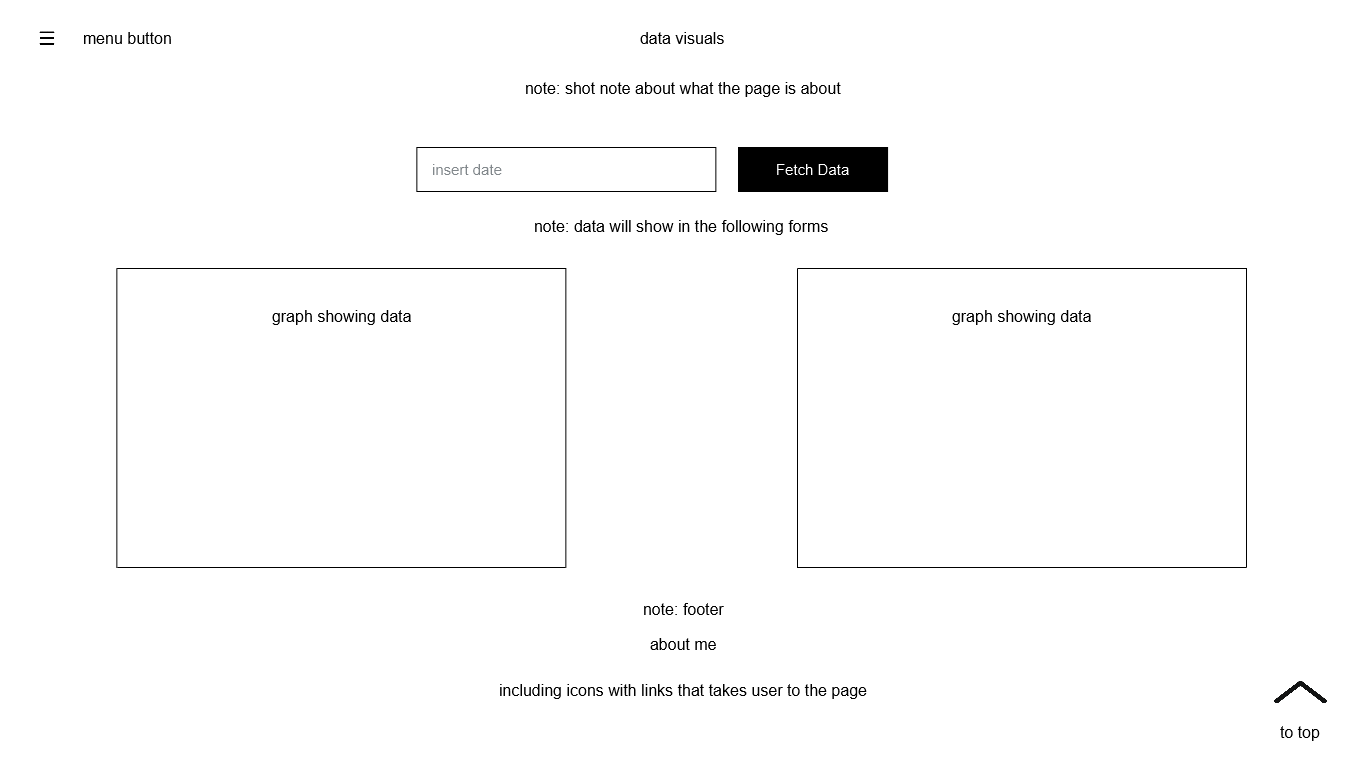 ☰ menu button
data visuals
note: shot note about what the page is about
insert date
Fetch Data
note: data will show in the following forms
graph showing data
graph showing data
note: footer
about me
including icons with links that takes user to the page
to top